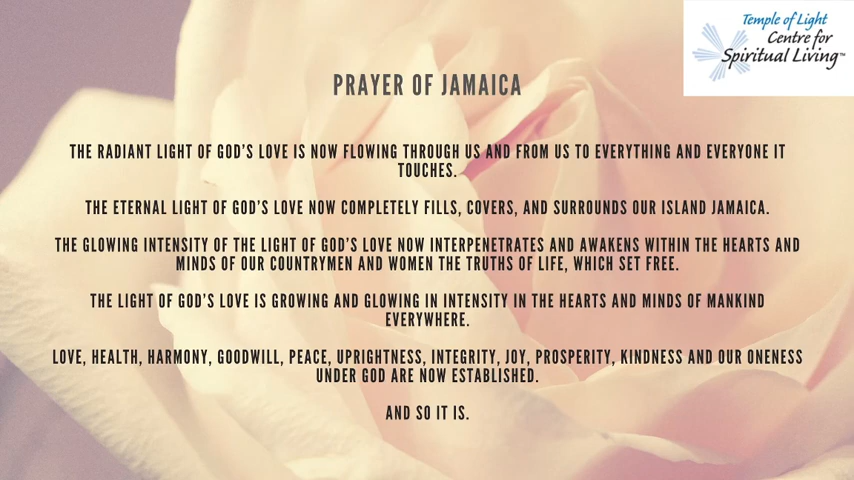 Temple of Light
Centre for
Spiritual Living™
PRAYER OF JAMAICA
THE RADIANT LIGHT OF GOD'S LOVE IS NOW FLOWING THROUGH US AND FROM US TO EVERYTHING AND EVERYONE IT
TOUCHES.
THE ETERNAL LIGHT OF GOD'S LOVE NOW COMPLETELY FILLS, COVERS, AND SURROUNDS OUR ISLAND JAMAICA.
THE GLOWING INTENSITY OF THE LIGHT OF GOD'S LOVE NOW INTERPENETRATES AND AWAKENS WITHIN THE HEARTS AND
MINDS OF OUR COUNTRYMEN AND WOMEN THE TRUTHS OF LIFE, WHICH SET FREE.
THE LIGHT OF GOD'S LOVE IS GROWING AND GLOWING IN INTENSITY IN THE HEARTS AND MINDS OF MANKIND
EVERYWHERE.
LOVE, HEALTH, HARMONY, GOODWILL, PEACE, UPRIGHTNESS, INTEGRITY, JOY, PROSPERITY, KINDNESS AND OUR ONENESS
UNDER GOD ARE NOW ESTABLISHED.
AND SO IT IS.